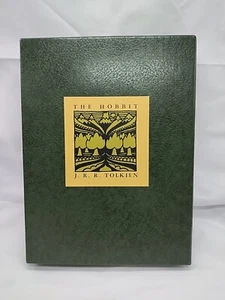 THE HOBBIT
J. R. R. TOLKIEN